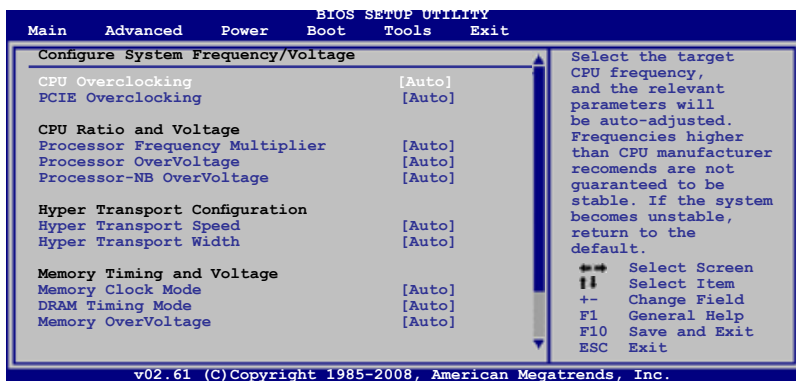 BIOS SETUP UTILITY
Main Advanced Power Boot Tools Exit
Configure System Frequency/Voltage
CPU Overclocking [Auto]
PCIE Overclocking [Auto]
CPU Ratio and Voltage
Processor Frequency Multiplier [Auto]
Processor OverVoltage [Auto]
Processor-NB OverVoltage [Auto]
Hyper Transport Configuration
Hyper Transport Speed [Auto]
Hyper Transport Width [Auto]
Memory Timing and Voltage
Memory Clock Mode [Auto]
DRAM Timing Mode [Auto]
Memory OverVoltage [Auto]
Select the target
CPU frequency,
and the relevant
parameters will
be auto-adjusted.
Frequencies higher
than CPU manufacturer
recomends are not
guaranteed to be
stable. If the system
becomes unstable,
return to the
default.
←→ Select Screen
↑↓ Select Item
+- Change Field
F1 General Help
F10 Save and Exit
ESC Exit
v02.61 (C)Copyright 1985-2008, American Megatrends, Inc.